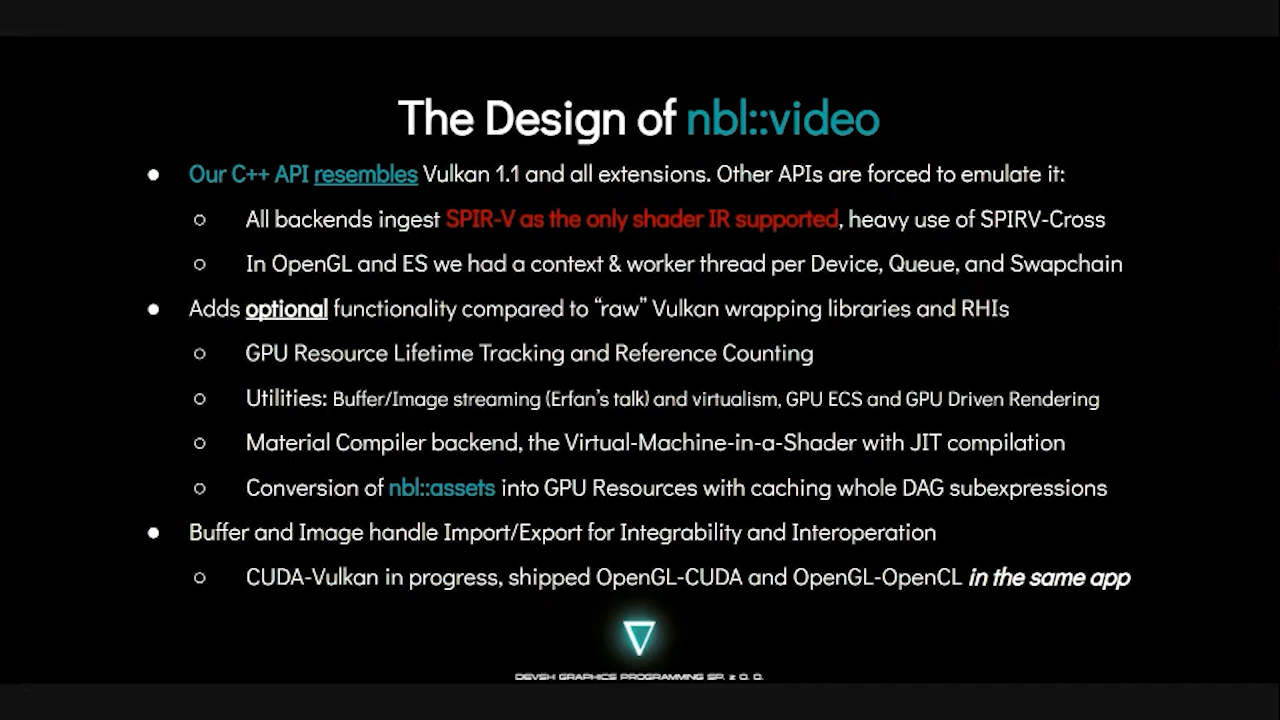 The Design of nbl::video
● Our C++ API resembles Vulkan 1.1 and all extensions. Other APIs are forced to emulate it:
○ All backends ingest SPIR-V as the only shader IR supported, heavy use of SPIRV-Cross
○ In OpenGL and ES we had a context & worker thread per Device, Queue, and Swapchain
● Adds optional functionality compared to “raw” Vulkan wrapping libraries and RHIs
○ GPU Resource Lifetime Tracking and Reference Counting
○ Utilities: Buffer/Image streaming (Erfan's talk) and virtualism, GPU ECS and GPU Driven Rendering
○ Material Compiler backend, the Virtual-Machine-in-a-Shader with JIT compilation
○ Conversion of nbl::assets into GPU Resources with caching whole DAG subexpressions
● Buffer and Image handle Import/Export for Integrability and Interoperation
○ CUDA-Vulkan in progress, shipped OpenGL-CUDA and OpenGL-OpenCL in the same app
DEVSH GRAPHICS PROGRAMMING SP. z O. O.